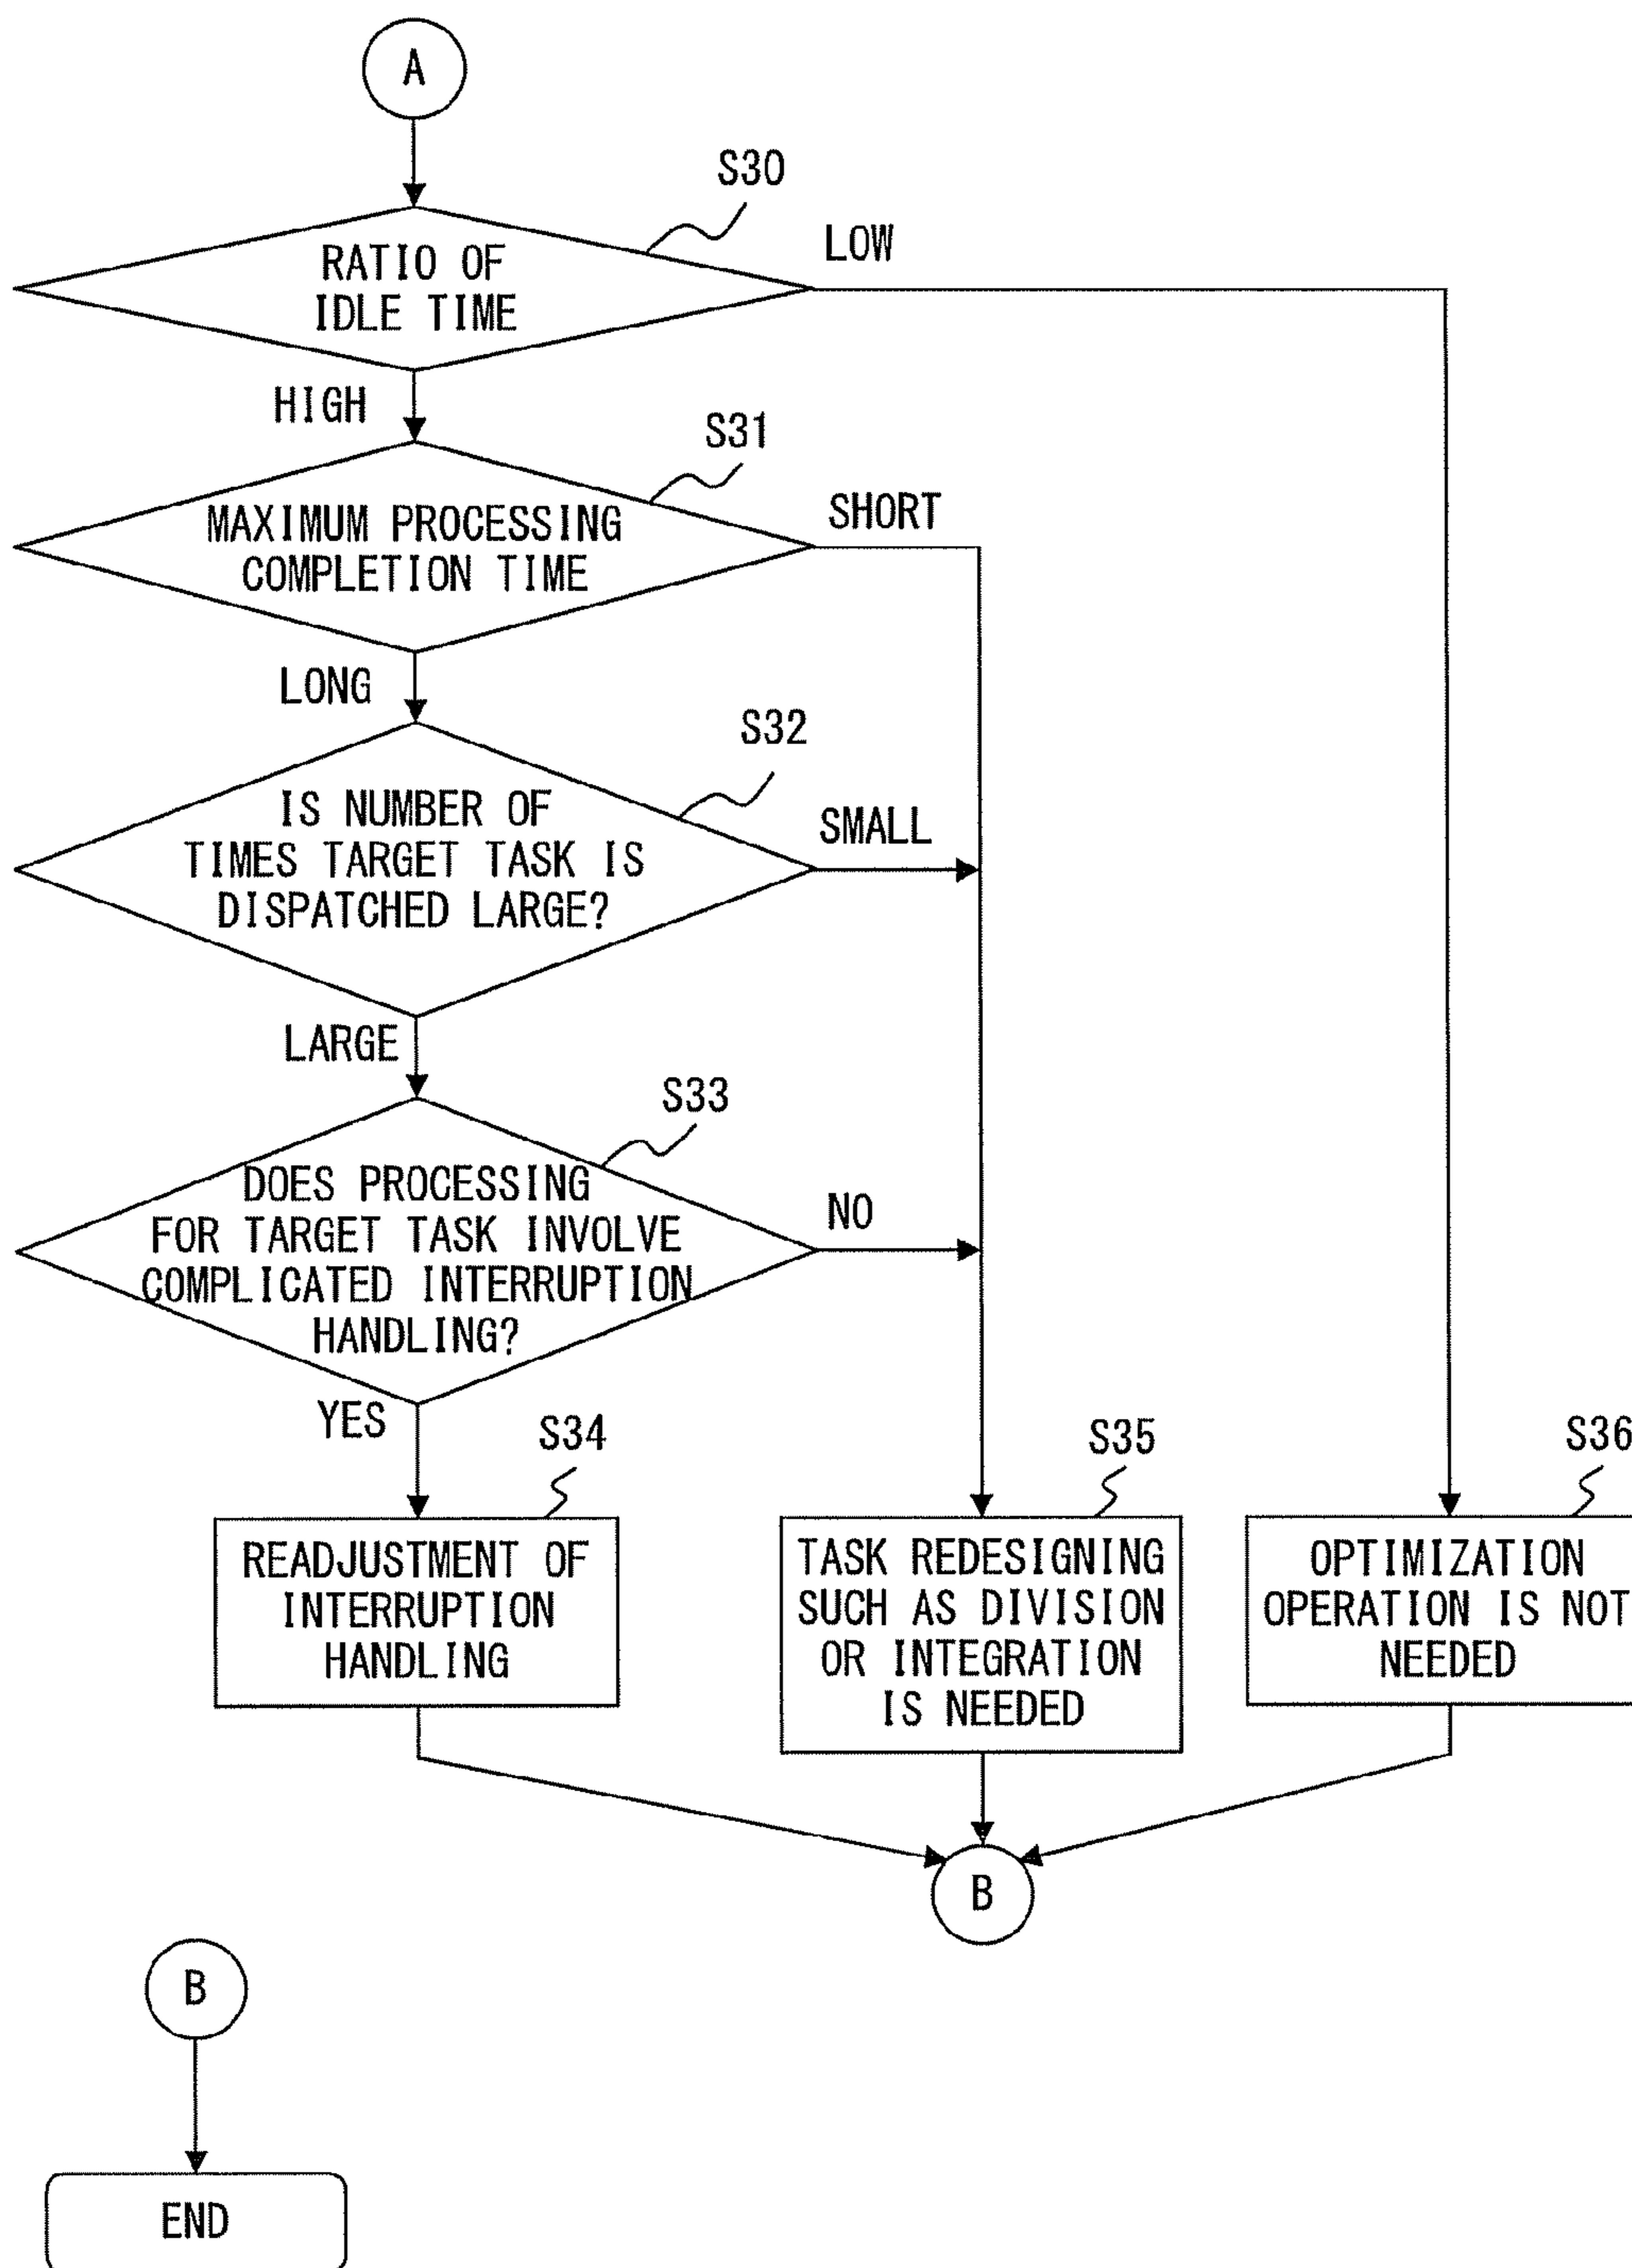 A
S30
RATIO OF
IDLE TIME
LOW
HIGH
S31
MAXIMUM PROCESSING
COMPLETION TIME
SHORT
LONG
S32
IS NUMBER OF
TIMES TARGET TASK IS
DISPATCHED LARGE?
SMALL
LARGE
S33
DOES PROCESSING
FOR TARGET TASK INVOLVE
COMPLICATED INTERRUPTION
HANDLING?
NO
YES
S34
READJUSTMENT OF
INTERRUPTION
HANDLING
S35
TASK REDESIGNING
SUCH AS DIVISION
OR INTEGRATION
IS NEEDED
S36
OPTIMIZATION
OPERATION IS NOT
NEEDED
B
B
END